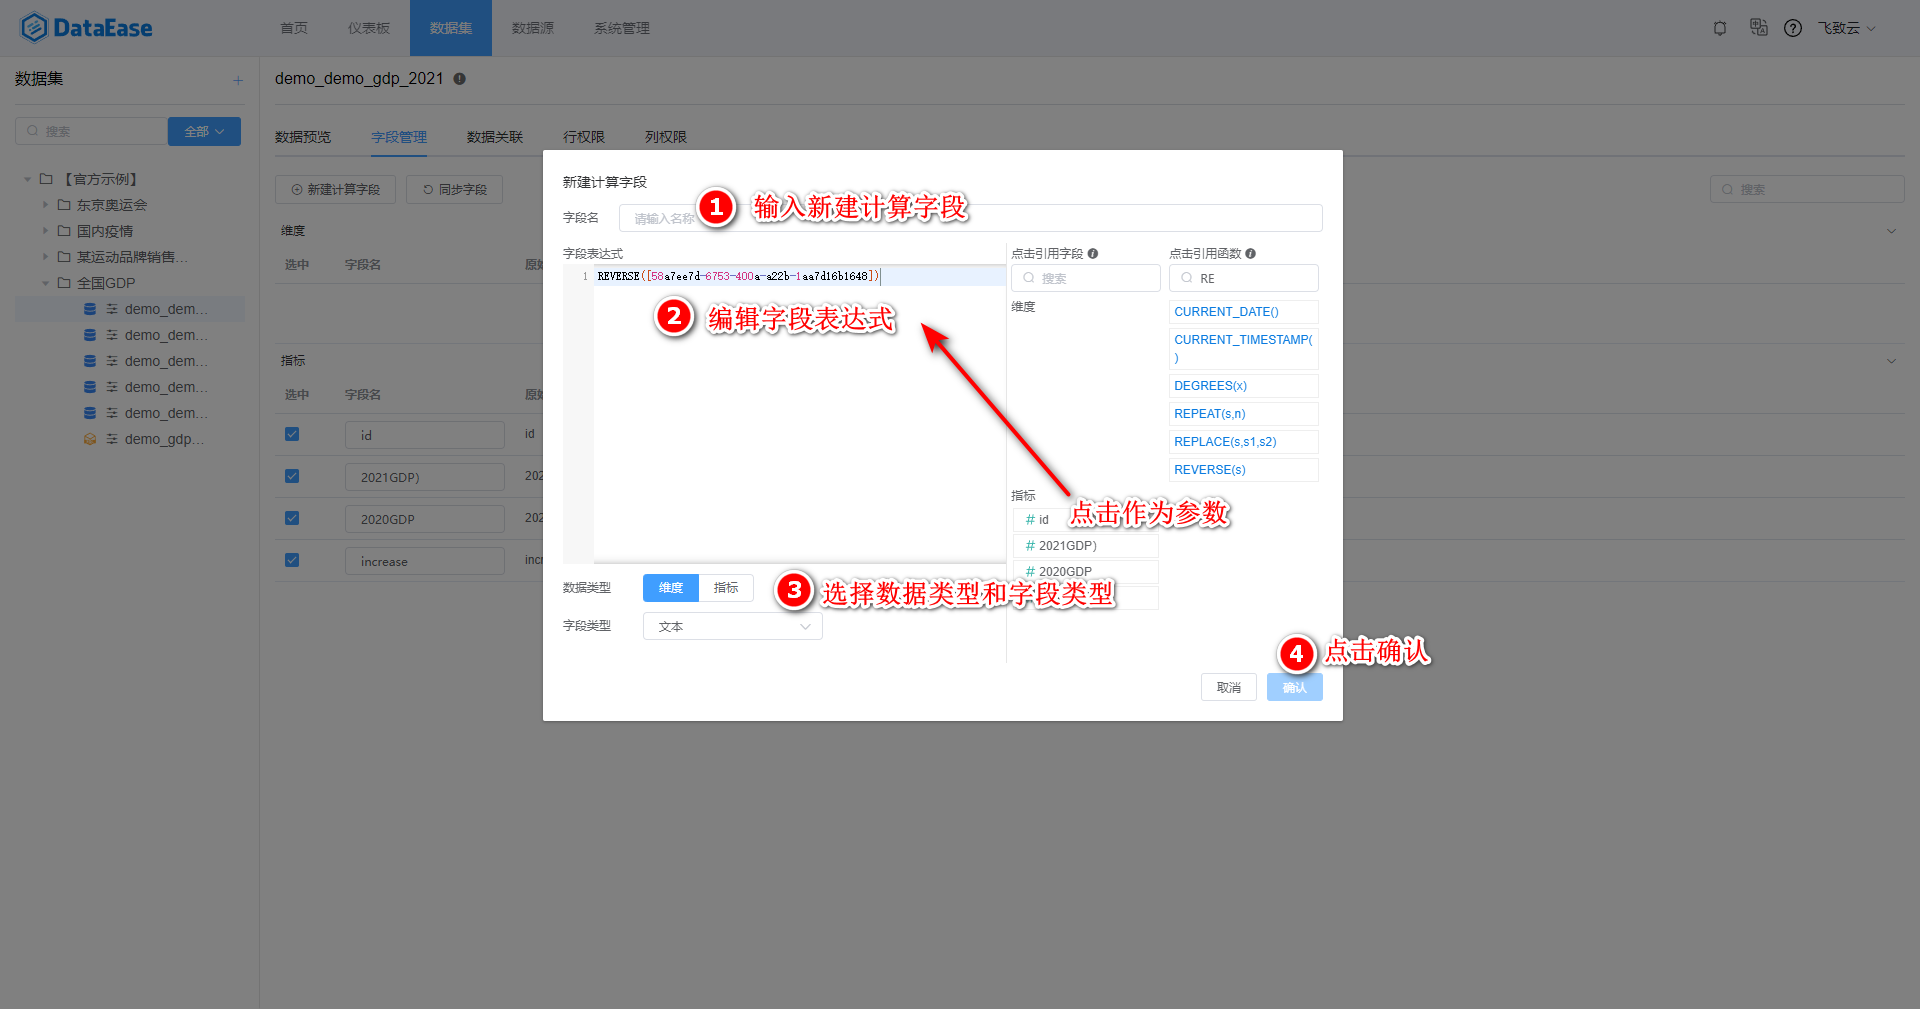 DataEase
首页 仪表板 数据集 数据源 系统管理
飞致云
数据集
搜索 全部
【官方示例】
东京奥运会
国内疫情
某运动品牌销售...
全国GDP
demo_dem...
demo_dem...
demo_dem...
demo_dem...
demo_dem...
demo_gdp...
demo_demo_gdp_2021
数据预览 字段管理 数据关联 行权限 列权限
新建计算字段 同步字段
搜索
维度
选中 字段名 原始
指标
选中 字段名 原始
id id
2021GDP) 202
2020GDP 202
increase incr
新建计算字段
字段名 请输入名称
1 输入新建计算字段
字段表达式
1 REVERSE([58a7ee7d-6753-400a-a22b-1aa7d16b1648])
2 编辑字段表达式
点击引用字段
搜索
维度
指标
# id
点击作为参数
# 2021GDP)
# 2020GDP
点击引用函数
RE
CURRENT_DATE()
CURRENT_TIMESTAMP(
)
DEGREES(x)
REPEAT(s,n)
REPLACE(s,s1,s2)
REVERSE(s)
数据类型 维度 指标
3 选择数据类型和字段类型
字段类型 文本
4 点击确认
取消 确认